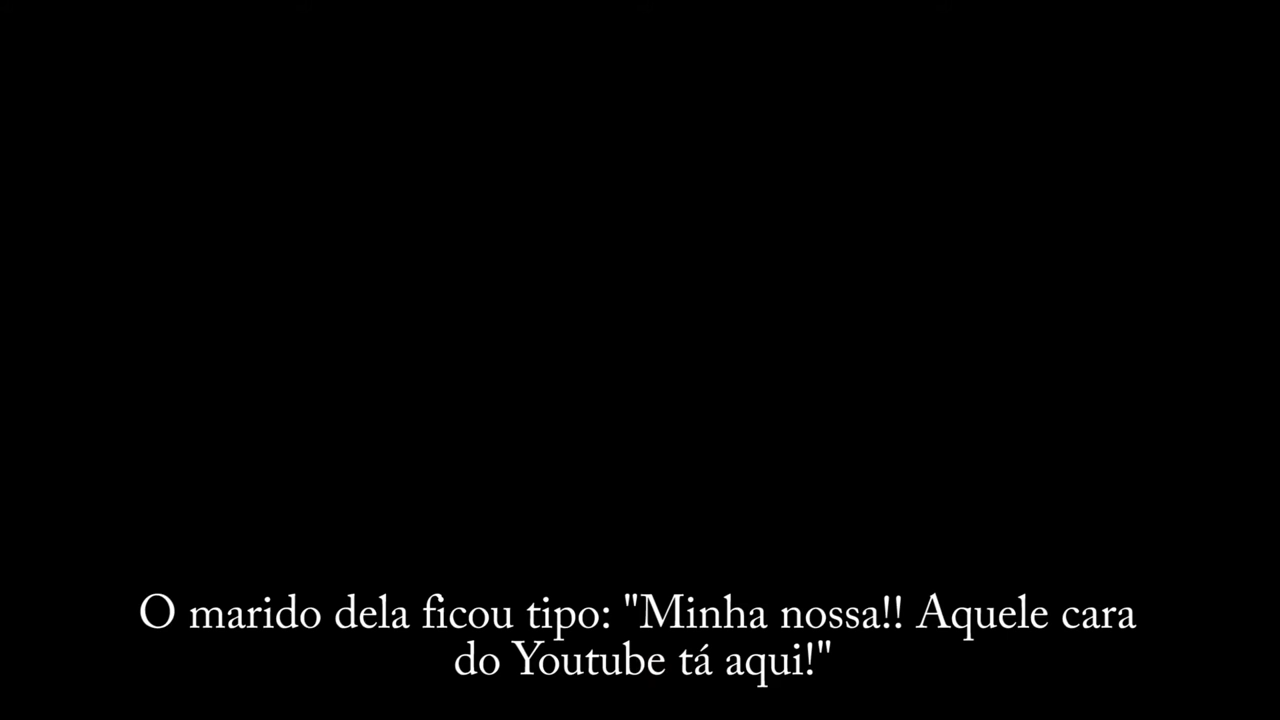 O marido dela ficou tipo: "Minha nossa!! Aquele cara
do Youtube tá aqui!"